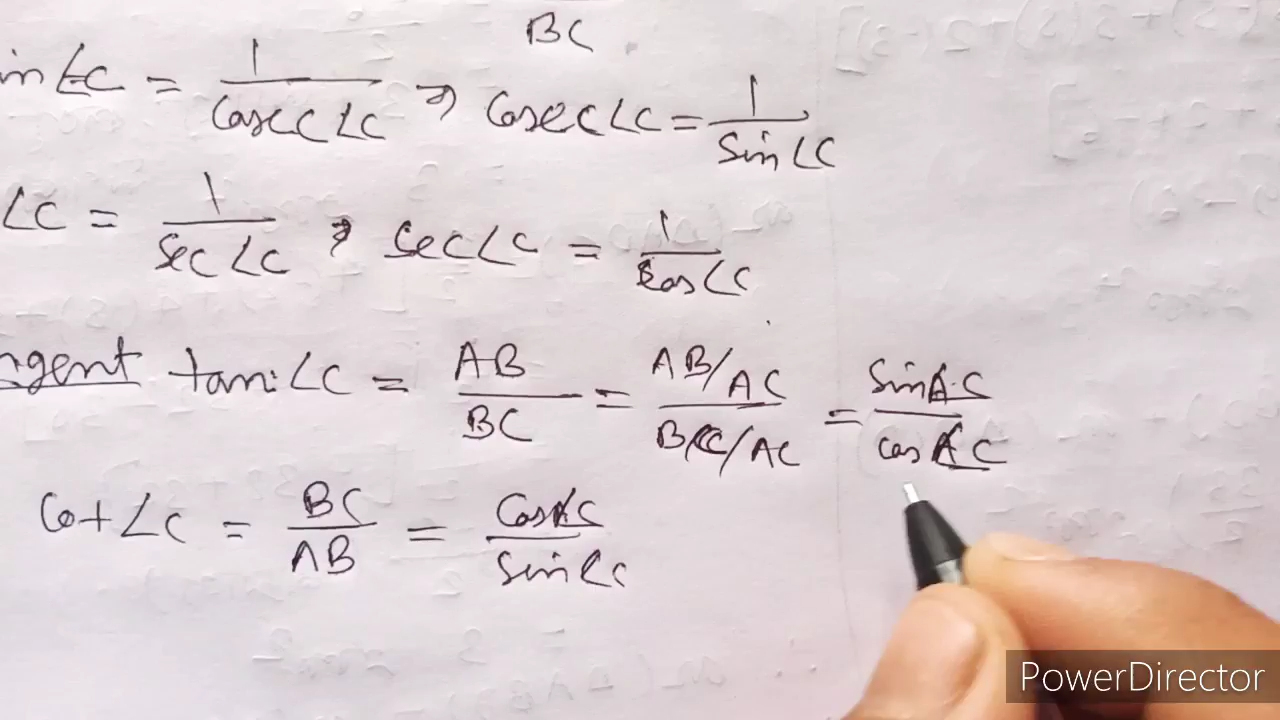 BC
in ∠C = 1 / Cosec ∠C ⇒ Cosec ∠C = 1 / Sin ∠C
∠C = 1 / Sec ∠C ⇒ Sec ∠C = 1 / Cos ∠C
ngent tan ∠C = AB / BC = AB/AC / BC/AC = Sin ∠C / cos ∠C
Cot ∠C = BC / AB = Cos ∠C / Sin ∠C
PowerDirector